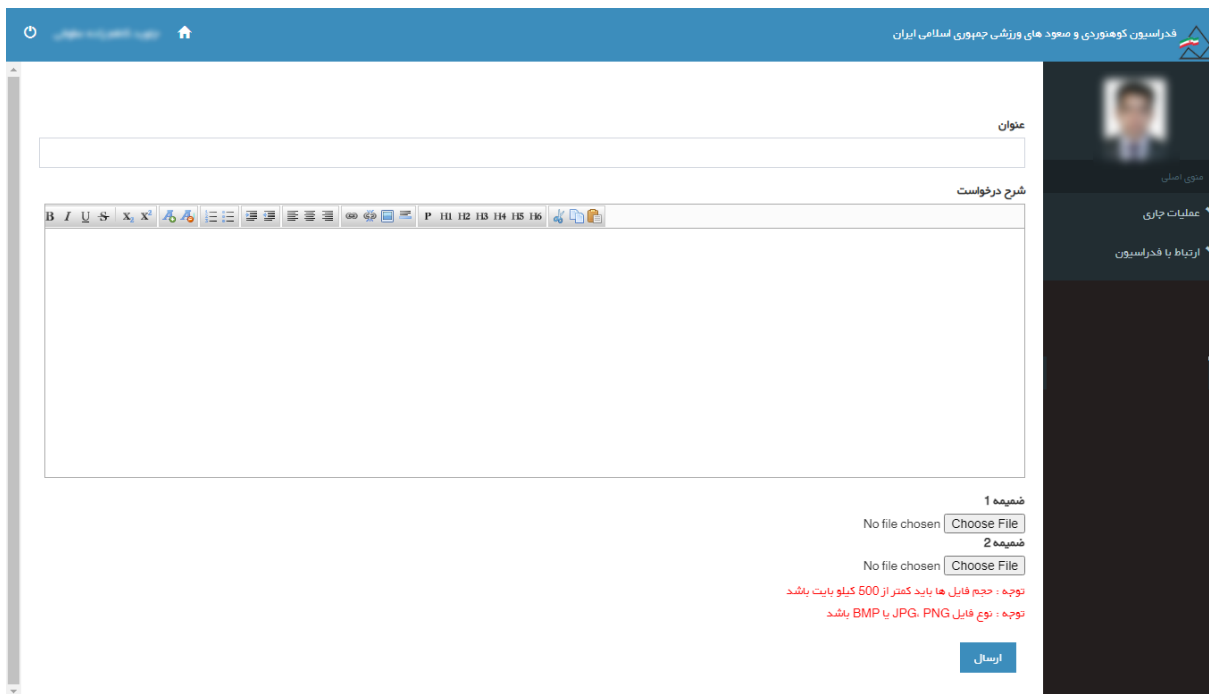 فدراسیون کوهنوردی و صعود های ورزشی جمهوری اسلامی ایران
منوی اصلی
عملیات جاری
ارتباط با فدراسیون
عنوان
شرح درخواست
B I U S X₂ X² P H1 H2 H3 H4 H5 H6
ضمیمه 1
Choose File No file chosen
ضمیمه 2
Choose File No file chosen
توجه : حجم فایل ها باید کمتر از 500 کیلو بایت باشد
توجه : نوع فایل JPG، PNG یا BMP باشد
ارسال